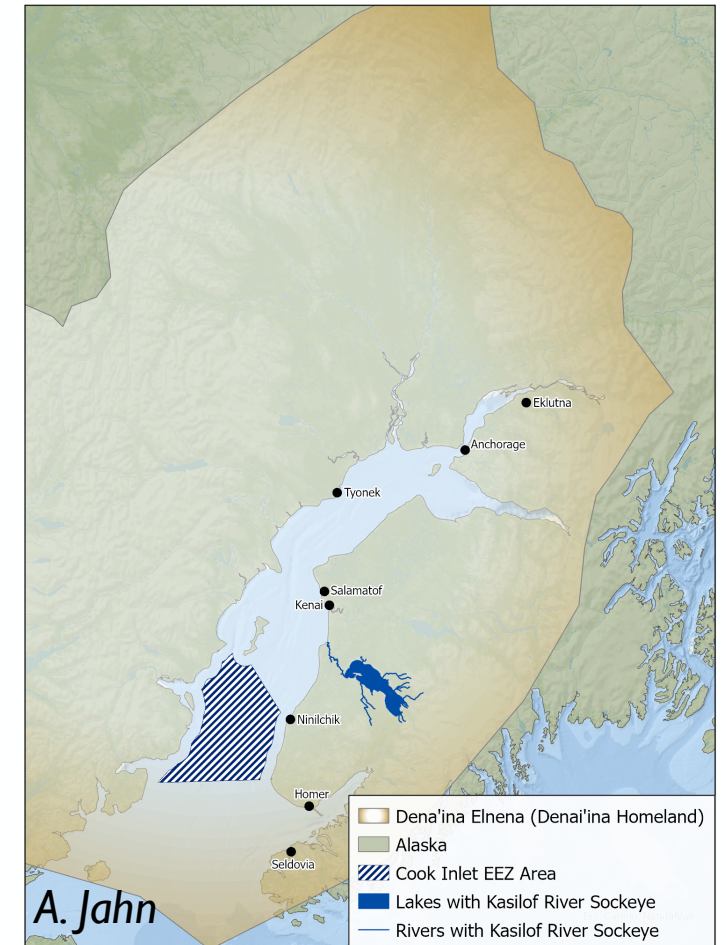 Eklutna
Anchorage
Tyonek
Salamatof
Kenai
Ninilchik
Homer
Seldovia
Dena'ina Elnena (Denai'ina Homeland)
Alaska
Cook Inlet EEZ Area
Lakes with Kasilof River Sockeye
Rivers with Kasilof River Sockeye
A. Jahn